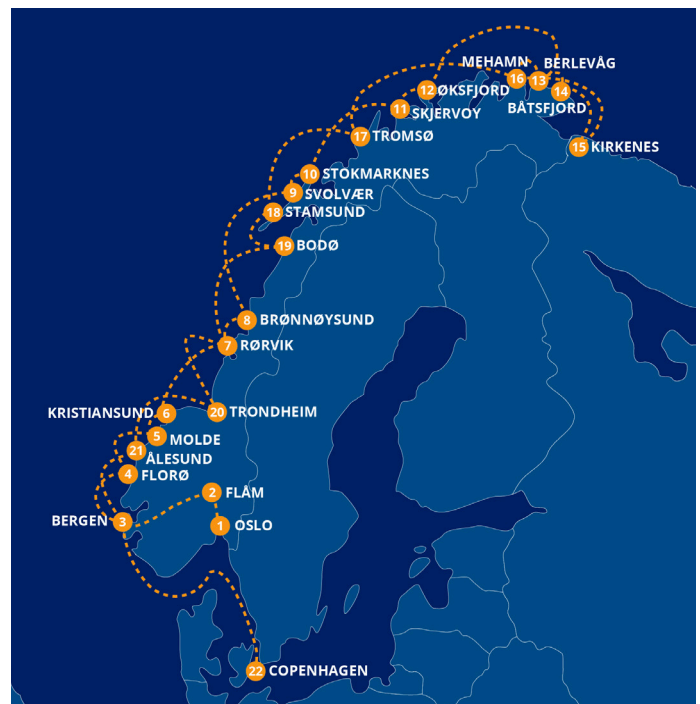 MEHAMN
BERLEVÅG
16
13
12
ØKSFJORD
14
11
SKJERVOY
BÅTSFJORD
17
TROMSØ
15
KIRKENES
10
STOKMARKNES
9
SVOLVÆR
18
STAMSUND
19
BODØ
8
BRØNNØYSUND
7
RØRVIK
KRISTIANSUND
6
20
TRONDHEIM
5
MOLDE
21
ÅLESUND
4
FLORØ
2
FLÅM
BERGEN
3
1
OSLO
22
COPENHAGEN